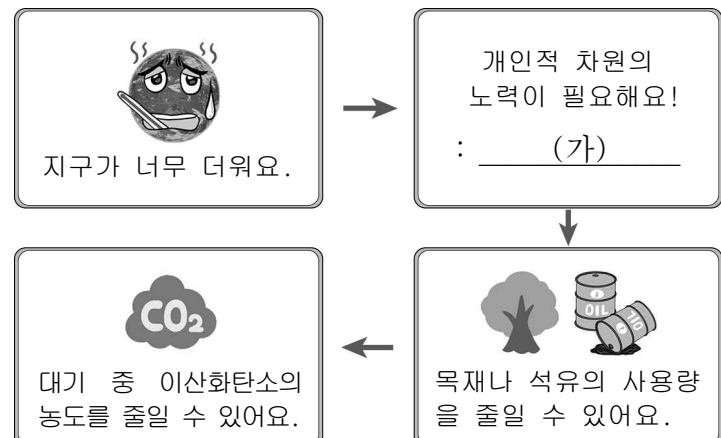 지구가 너무 더워요.
개인적 차원의
노력이 필요해요!
: (가)
OIL
OIL
목재나 석유의 사용량
을 줄일 수 있어요.
CO₂
대기 중 이산화탄소의
농도를 줄일 수 있어요.